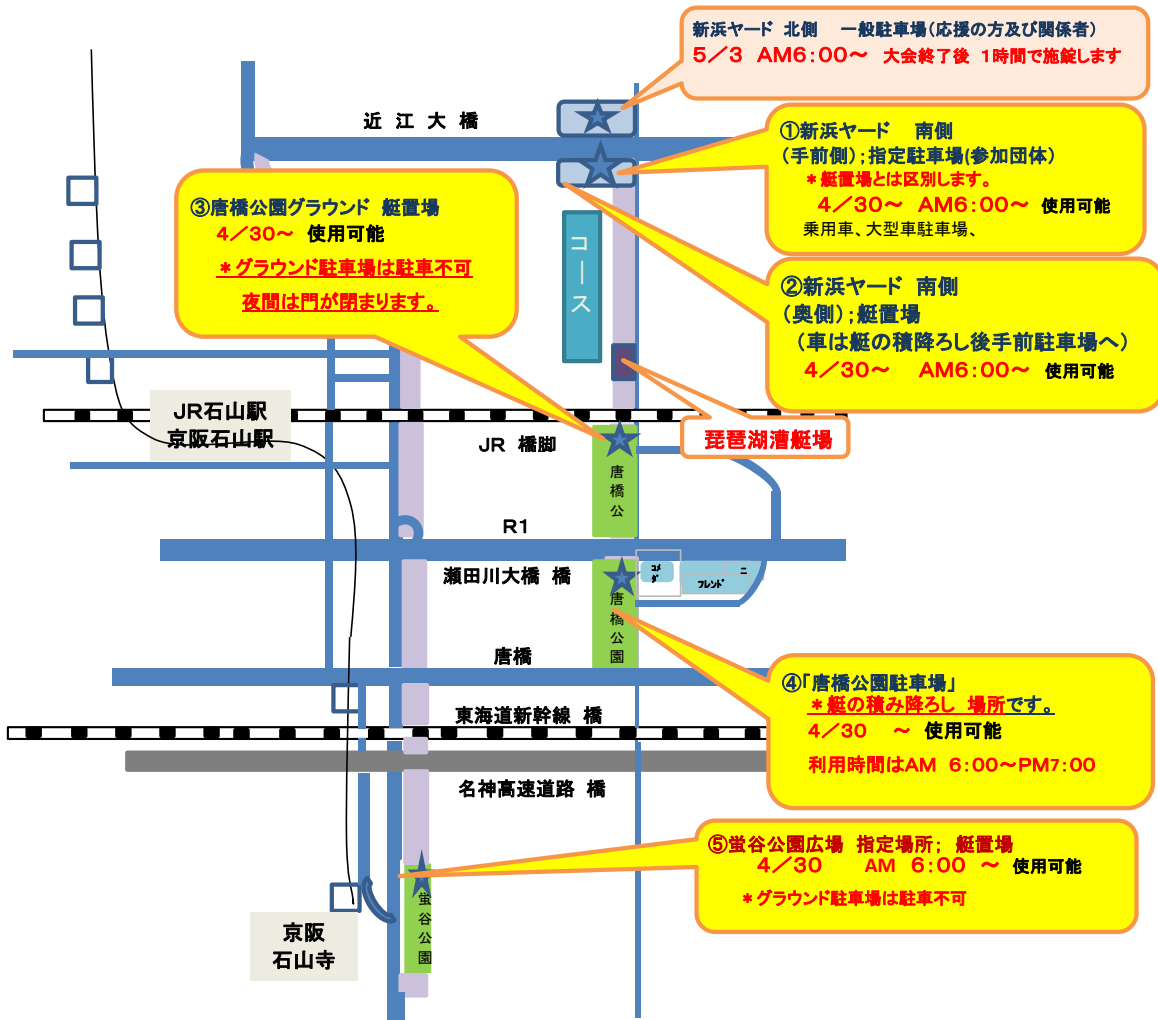 新浜ヤード 北側 一般駐車場(応援の方及び関係者)
5/3 AM6:00~ 大会終了後 1時間で施錠します
近 江 大 橋
①新浜ヤード 南側
(手前側);指定駐車場(参加団体)
*艇置場とは区別します。
4/30~ AM6:00~ 使用可能
乗用車、大型車駐車場、
③唐橋公園グラウンド 艇置場
4/30~ 使用可能
*グラウンド駐車場は駐車不可
夜間は門が閉まります。
コース
②新浜ヤード 南側
(奥側);艇置場
(車は艇の積降ろし後手前駐車場へ)
4/30~ AM6:00~ 使用可能
JR石山駅
京阪石山駅
琵琶湖漕艇場
JR 橋脚
唐橋公
R1
瀬田川大橋 橋
コメダ
フレンド
ニ
唐橋公園
唐橋
④「唐橋公園駐車場」
*艇の積み降ろし 場所です。
4/30 ~ 使用可能
利用時間はAM 6:00~PM7:00
東海道新幹線 橋
名神高速道路 橋
⑤蛍谷公園広場 指定場所; 艇置場
4/30 AM 6:00 ~ 使用可能
*グラウンド駐車場は駐車不可
蛍谷公園
京阪
石山寺